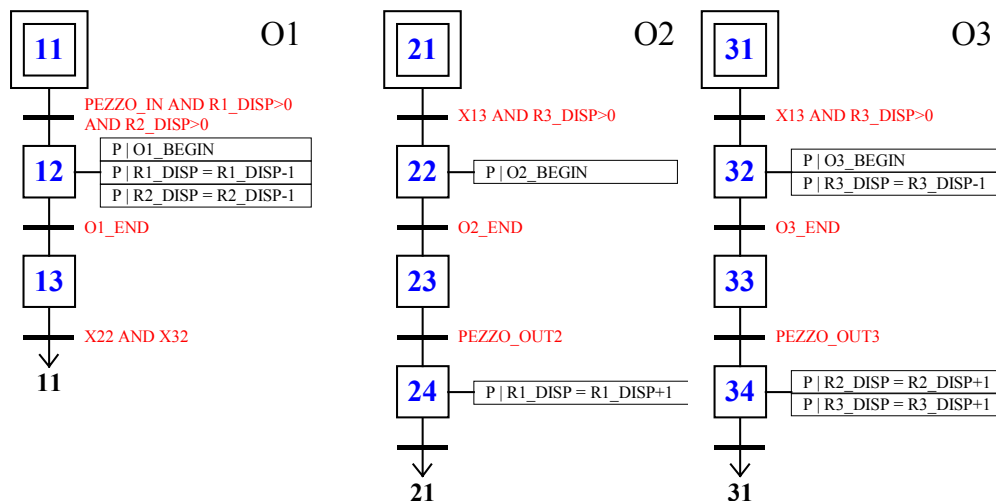 O1
11
PEZZO_IN AND R1_DISP>0
AND R2_DISP>0
12
P | O1_BEGIN
P | R1_DISP = R1_DISP-1
P | R2_DISP = R2_DISP-1
O1_END
13
X22 AND X32
11
O2
21
X13 AND R3_DISP>0
22
P | O2_BEGIN
O2_END
23
PEZZO_OUT2
24
P | R1_DISP = R1_DISP+1
21
O3
31
X13 AND R3_DISP>0
32
P | O3_BEGIN
P | R3_DISP = R3_DISP-1
O3_END
33
PEZZO_OUT3
34
P | R2_DISP = R2_DISP+1
P | R3_DISP = R3_DISP+1
31